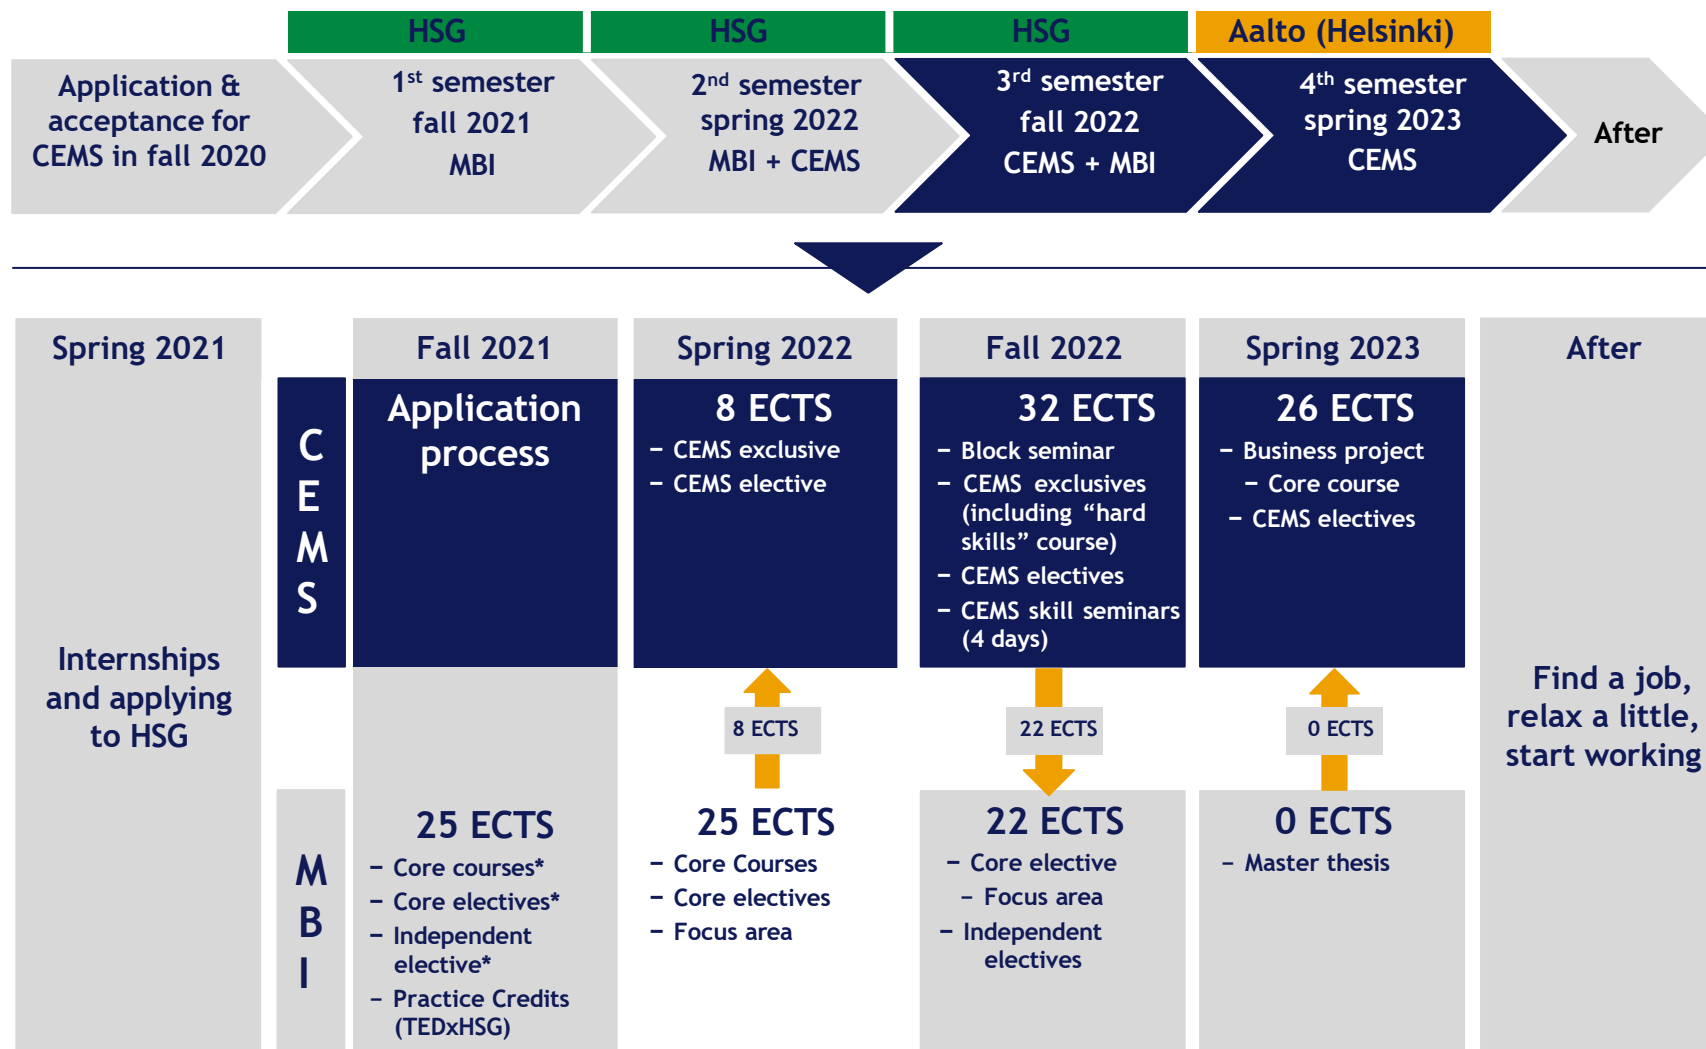 HSG
HSG
HSG
Aalto (Helsinki)
Application &
acceptance for
CEMS in fall 2020
1st semester
fall 2021
MBI
2nd semester
spring 2022
MBI + CEMS
3rd semester
fall 2022
CEMS + MBI
4th semester
spring 2023
CEMS
After
Spring 2021
Internships
and applying
to HSG
C
E
M
S
M
B
I
Fall 2021
Application
process
25 ECTS
– Core courses*
– Core electives*
– Independent
elective*
– Practice Credits
(TEDxHSG)
Spring 2022
8 ECTS
– CEMS exclusive
– CEMS elective
8 ECTS
25 ECTS
– Core Courses
– Core electives
– Focus area
Fall 2022
32 ECTS
– Block seminar
– CEMS exclusives
(including “hard
skills” course)
– CEMS electives
– CEMS skill seminars
(4 days)
22 ECTS
22 ECTS
– Core elective
– Focus area
– Independent
electives
Spring 2023
26 ECTS
– Business project
– Core course
– CEMS electives
0 ECTS
0 ECTS
– Master thesis
After
Find a job,
relax a little,
start working